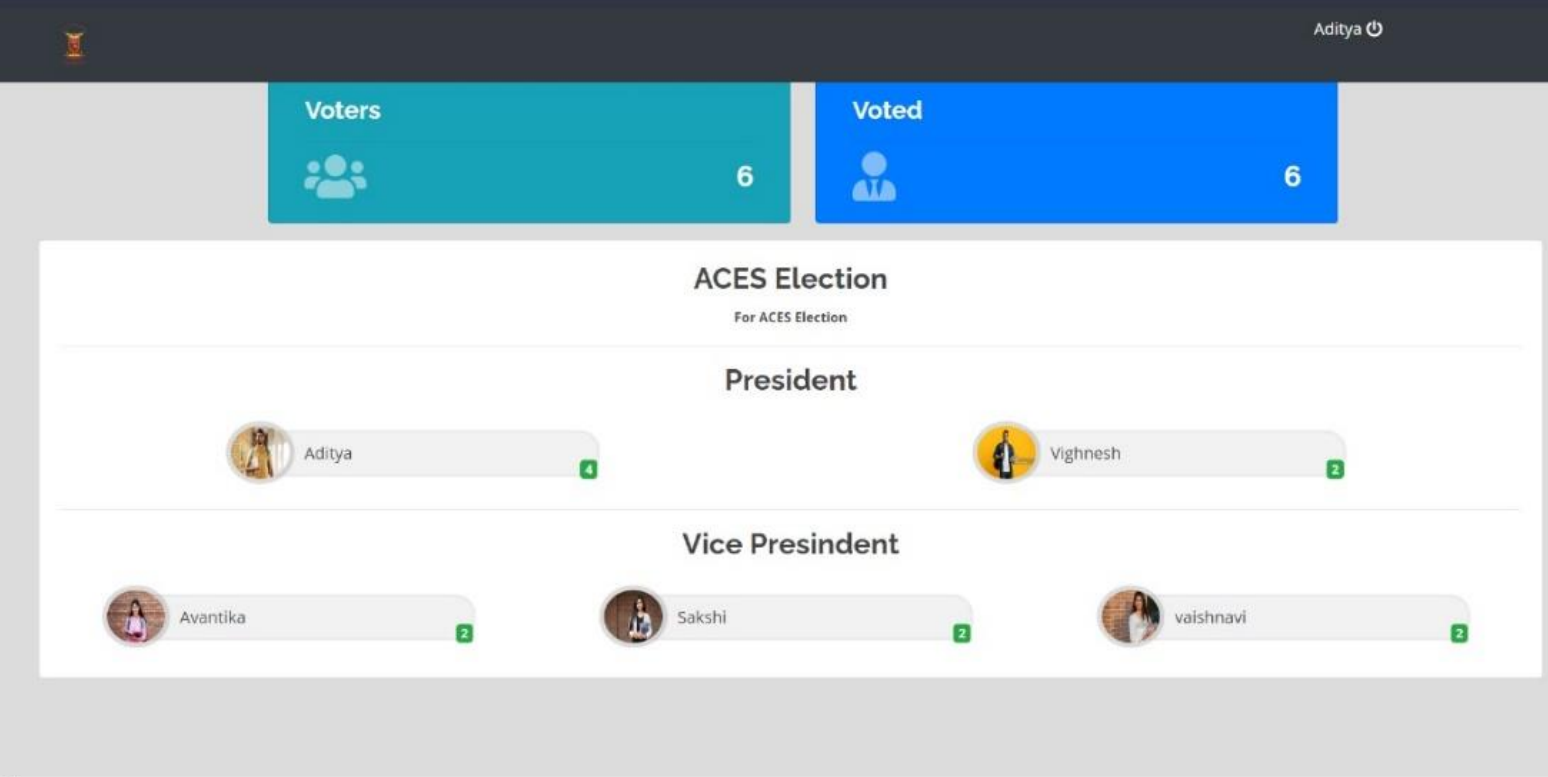 Aditya
Voters
Voted
6
6
ACES Election
For ACES Election
President
Aditya
4
Vighnesh
2
Vice Presindent
Avantika
2
Sakshi
2
vaishnavi
2